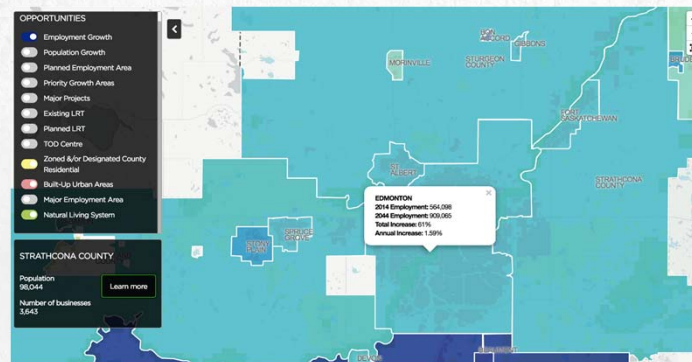 OPPORTUNITIES
Employment Growth
Population Growth
Planned Employment Area
Priority Growth Areas
Major Projects
Existing LRT
Planned LRT
TOD Centre
Zoned &/or Designated County
Residential
Built-Up Urban Areas
Major Employment Area
Natural Living System
STRATHCONA COUNTY
Population
98,044
Learn more
Number of businesses
3,643
BON
ACCORD
GIBBONS
MORINVILLE
STURGEON
COUNTY
FORT
SASKATCHEWAN
ST.
ALBERT
STRATHCONA
COUNTY
EDMONTON
2014 Employment: 564,098
2044 Employment: 909,065
Total Increase: 61%
Annual Increase: 1.59%
SPRUCE
GROVE
STONY
PLAIN
BEAUMONT